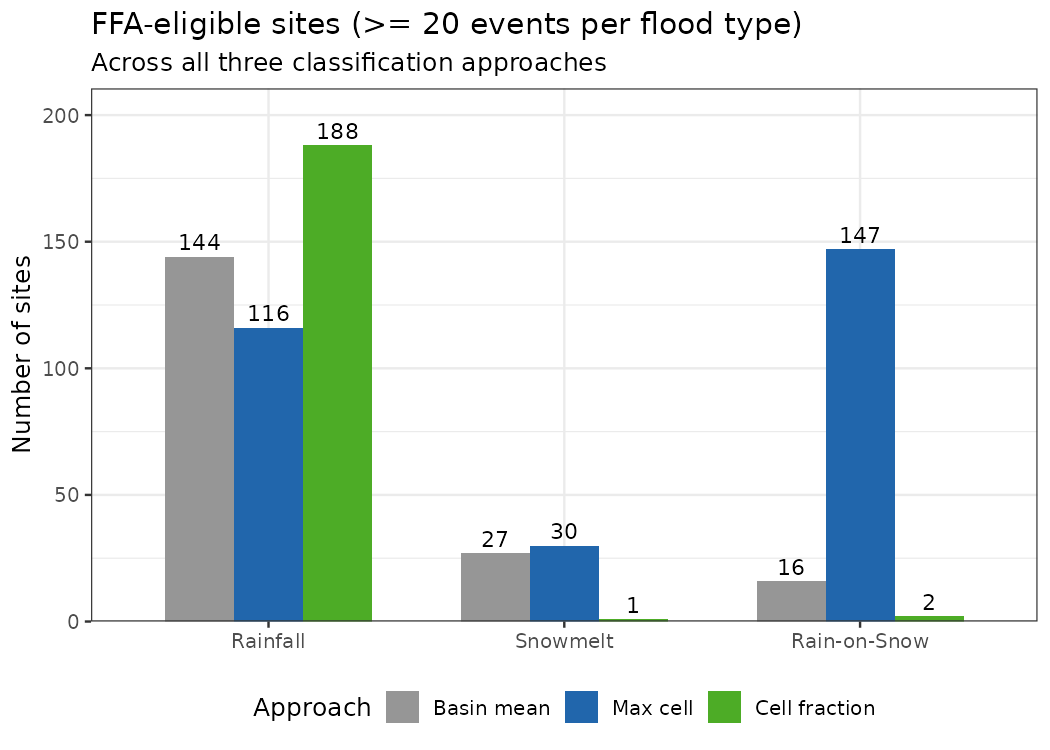 FFA-eligible sites (>= 20 events per flood type)
Across all three classification approaches
Number of sites
200
150
100
50
0
144
116
188
27
30
1
16
147
2
Rainfall
Snowmelt
Rain-on-Snow
Approach
Basin mean
Max cell
Cell fraction